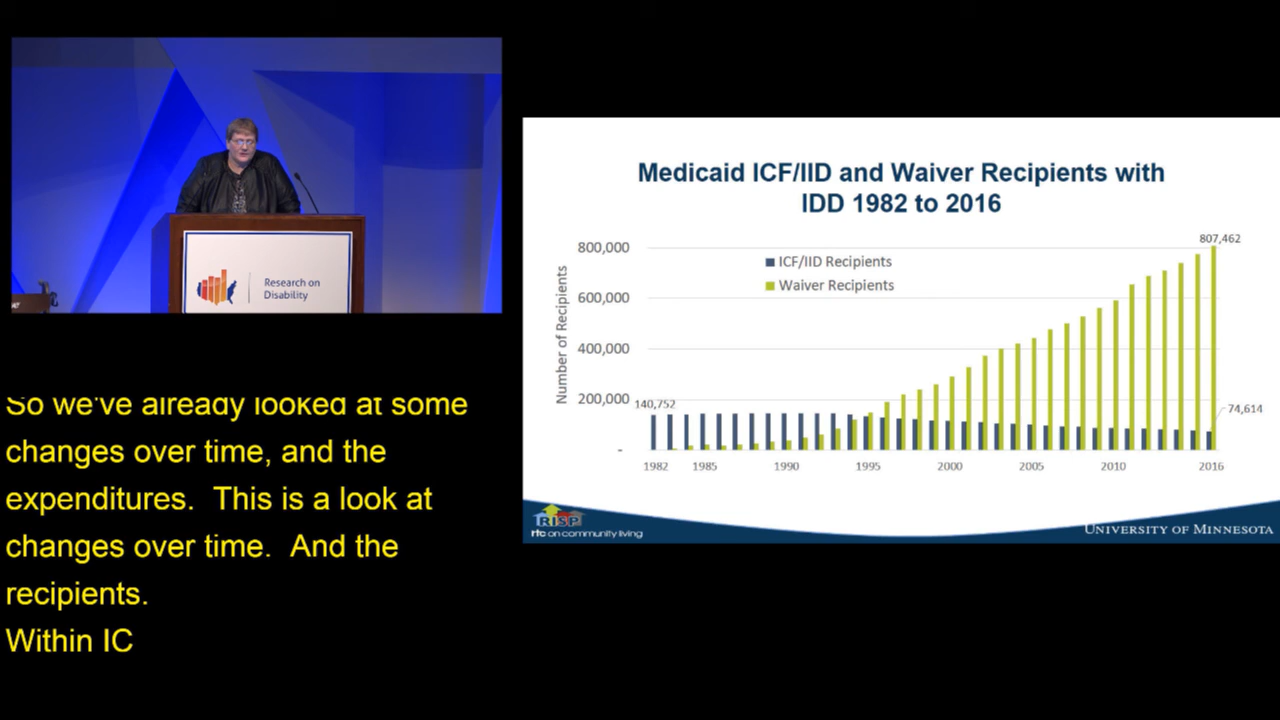 Research on
Disability
So we've already looked at some
changes over time, and the
expenditures.  This is a look at
changes over time.  And the
recipients.
Within IC
Medicaid ICF/IID and Waiver Recipients with
IDD 1982 to 2016
Number of Recipients
800,000
600,000
400,000
200,000
-
ICF/IID Recipients
Waiver Recipients
140,752
807,462
74,614
1982 1985 1990 1995 2000 2005 2010 2016
RISP
rtc on community living
UNIVERSITY OF MINNESOTA